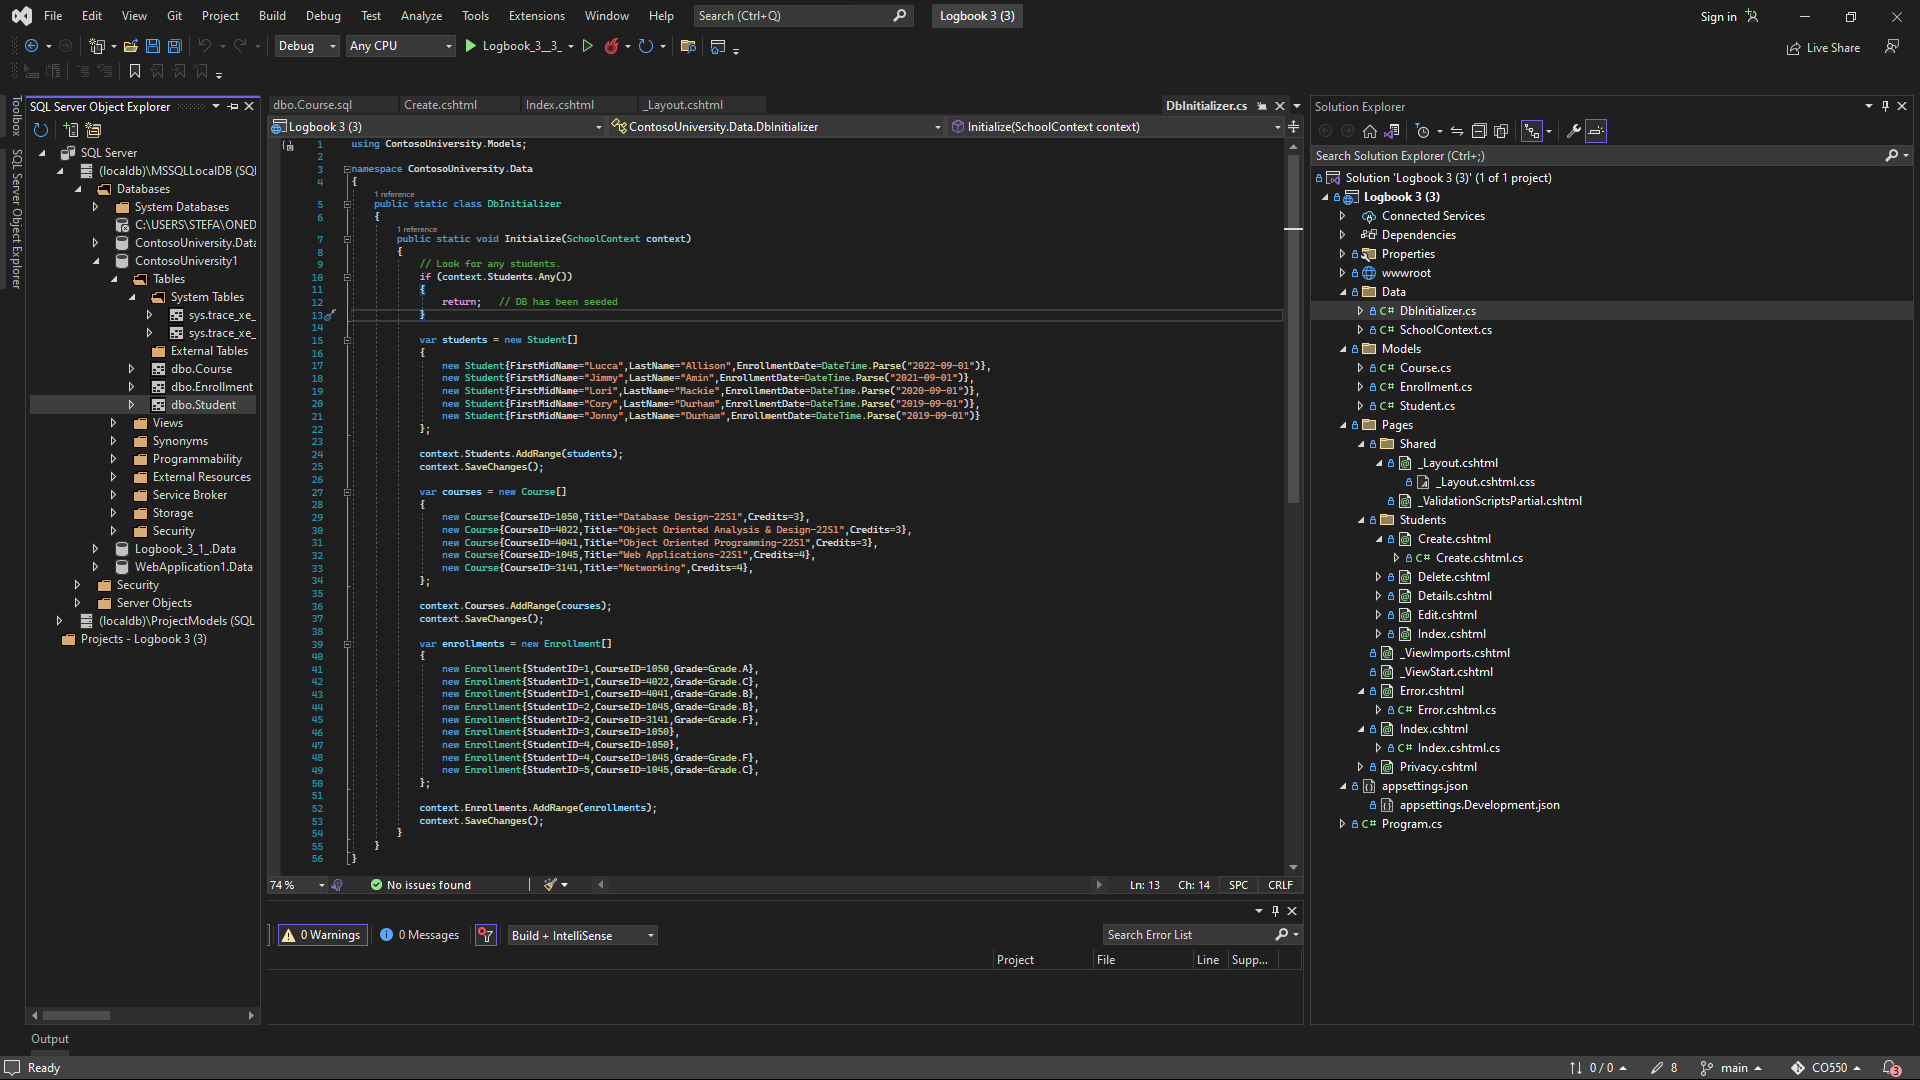 File Edit View Git Project Build Debug Test Analyze Tools Extensions Window Help Search (Ctrl+Q) Logbook 3 (3) Sign in
Debug Any CPU Logbook_3__3_ Live Share
Toolbox
SQL Server Object Explorer
SQL Server Object Explorer
SQL Server
(localdb)\MSSQLLocalDB (SQL
Databases
System Databases
C:\USERS\STEFA\ONED
ContosoUniversity.Data
ContosoUniversity1
Tables
System Tables
sys.trace_xe_
sys.trace_xe_
External Tables
dbo.Course
dbo.Enrollment
dbo.Student
Views
Synonyms
Programmability
External Resources
Service Broker
Storage
Security
Logbook_3_1_.Data
WebApplication1.Data
Security
Server Objects
(localdb)\ProjectModels (SQL
Projects - Logbook 3 (3)
dbo.Course.sql Create.cshtml Index.cshtml _Layout.cshtml DbInitializer.cs
Logbook 3 (3) ContosoUniversity.Data.DbInitializer Initialize(SchoolContext context)
1 using ContosoUniversity.Models;
2
3 namespace ContosoUniversity.Data
4 {
1 reference
5 public static class DbInitializer
6 {
1 reference
7 public static void Initialize(SchoolContext context)
8 {
9 // Look for any students.
10 if (context.Students.Any())
11 {
12 return; // DB has been seeded
13 }
14
15 var students = new Student[]
16 {
17 new Student{FirstMidName="Lucca",LastName="Allison",EnrollmentDate=DateTime.Parse("2022-09-01")},
18 new Student{FirstMidName="Jimmy",LastName="Amin",EnrollmentDate=DateTime.Parse("2021-09-01")},
19 new Student{FirstMidName="Lori",LastName="Mackie",EnrollmentDate=DateTime.Parse("2020-09-01")},
20 new Student{FirstMidName="Cory",LastName="Durham",EnrollmentDate=DateTime.Parse("2019-09-01")},
21 new Student{FirstMidName="Jonny",LastName="Durham",EnrollmentDate=DateTime.Parse("2019-09-01")}
22 };
23
24 context.Students.AddRange(students);
25 context.SaveChanges();
26
27 var courses = new Course[]
28 {
29 new Course{CourseID=1050,Title="Database Design-22S1",Credits=3},
30 new Course{CourseID=4022,Title="Object Oriented Analysis & Design-22S1",Credits=3},
31 new Course{CourseID=4041,Title="Object Oriented Programming-22S1",Credits=3},
32 new Course{CourseID=1045,Title="Web Applications-22S1",Credits=4},
33 new Course{CourseID=3141,Title="Networking",Credits=4},
34 };
35
36 context.Courses.AddRange(courses);
37 context.SaveChanges();
38
39 var enrollments = new Enrollment[]
40 {
41 new Enrollment{StudentID=1,CourseID=1050,Grade=Grade.A},
42 new Enrollment{StudentID=1,CourseID=4022,Grade=Grade.C},
43 new Enrollment{StudentID=1,CourseID=4041,Grade=Grade.B},
44 new Enrollment{StudentID=2,CourseID=1045,Grade=Grade.B},
45 new Enrollment{StudentID=2,CourseID=3141,Grade=Grade.F},
46 new Enrollment{StudentID=3,CourseID=1050},
47 new Enrollment{StudentID=4,CourseID=1050},
48 new Enrollment{StudentID=4,CourseID=1045,Grade=Grade.F},
49 new Enrollment{StudentID=5,CourseID=1045,Grade=Grade.C},
50 };
51
52 context.Enrollments.AddRange(enrollments);
53 context.SaveChanges();
54 }
55 }
56 }
74 % No issues found Ln: 13 Ch: 14 SPC CRLF
0 Warnings 0 Messages Build + IntelliSense Search Error List
Project File Line Supp...
Solution Explorer
Search Solution Explorer (Ctrl+;)
Solution 'Logbook 3 (3)' (1 of 1 project)
Logbook 3 (3)
Connected Services
Dependencies
Properties
wwwroot
Data
C# DbInitializer.cs
C# SchoolContext.cs
Models
C# Course.cs
C# Enrollment.cs
C# Student.cs
Pages
Shared
_Layout.cshtml
_Layout.cshtml.css
_ValidationScriptsPartial.cshtml
Students
Create.cshtml
C# Create.cshtml.cs
Delete.cshtml
Details.cshtml
Edit.cshtml
Index.cshtml
_ViewImports.cshtml
_ViewStart.cshtml
Error.cshtml
C# Error.cshtml.cs
Index.cshtml
C# Index.cshtml.cs
Privacy.cshtml
appsettings.json
appsettings.Development.json
C# Program.cs
Output
Ready 0 / 0 8 main CO550 3